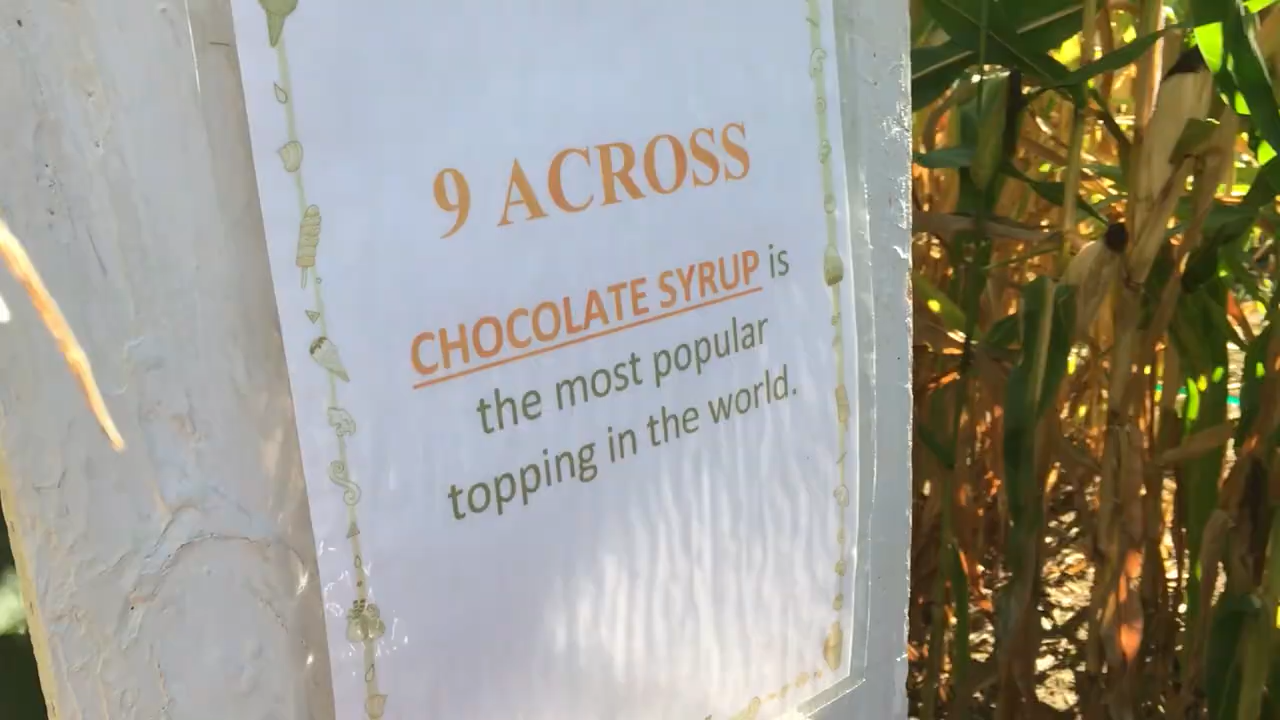 9 ACROSS
CHOCOLATE SYRUP is
the most popular
topping in the world.